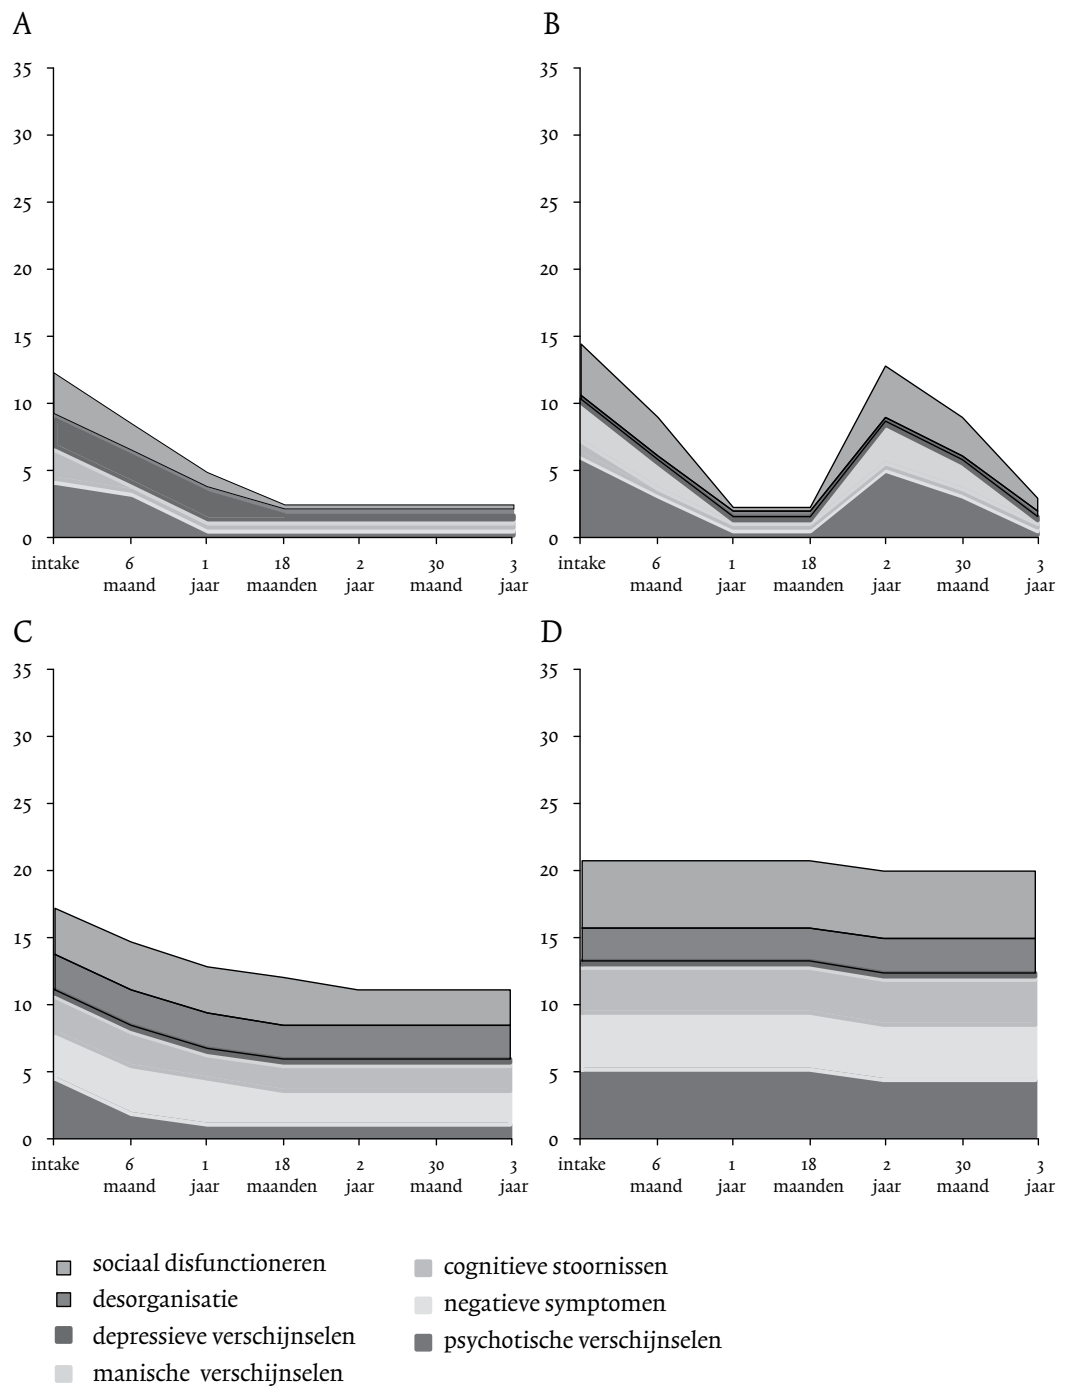 A
35
30
25
20
15
10
5
0
intake 6 1 18 2 30 3
maand jaar maanden jaar maand jaar
B
35
30
25
20
15
10
5
0
intake 6 1 18 2 30 3
maand jaar maanden jaar maand jaar
C
35
30
25
20
15
10
5
0
intake 6 1 18 2 30 3
maand jaar maanden jaar maand jaar
D
35
30
25
20
15
10
5
0
intake 6 1 18 2 30 3
maand jaar maanden jaar maand jaar
sociaal disfunctioneren
desorganisatie
depressieve verschijnselen
manische verschijnselen
cognitieve stoornissen
negatieve symptomen
psychotische verschijnselen